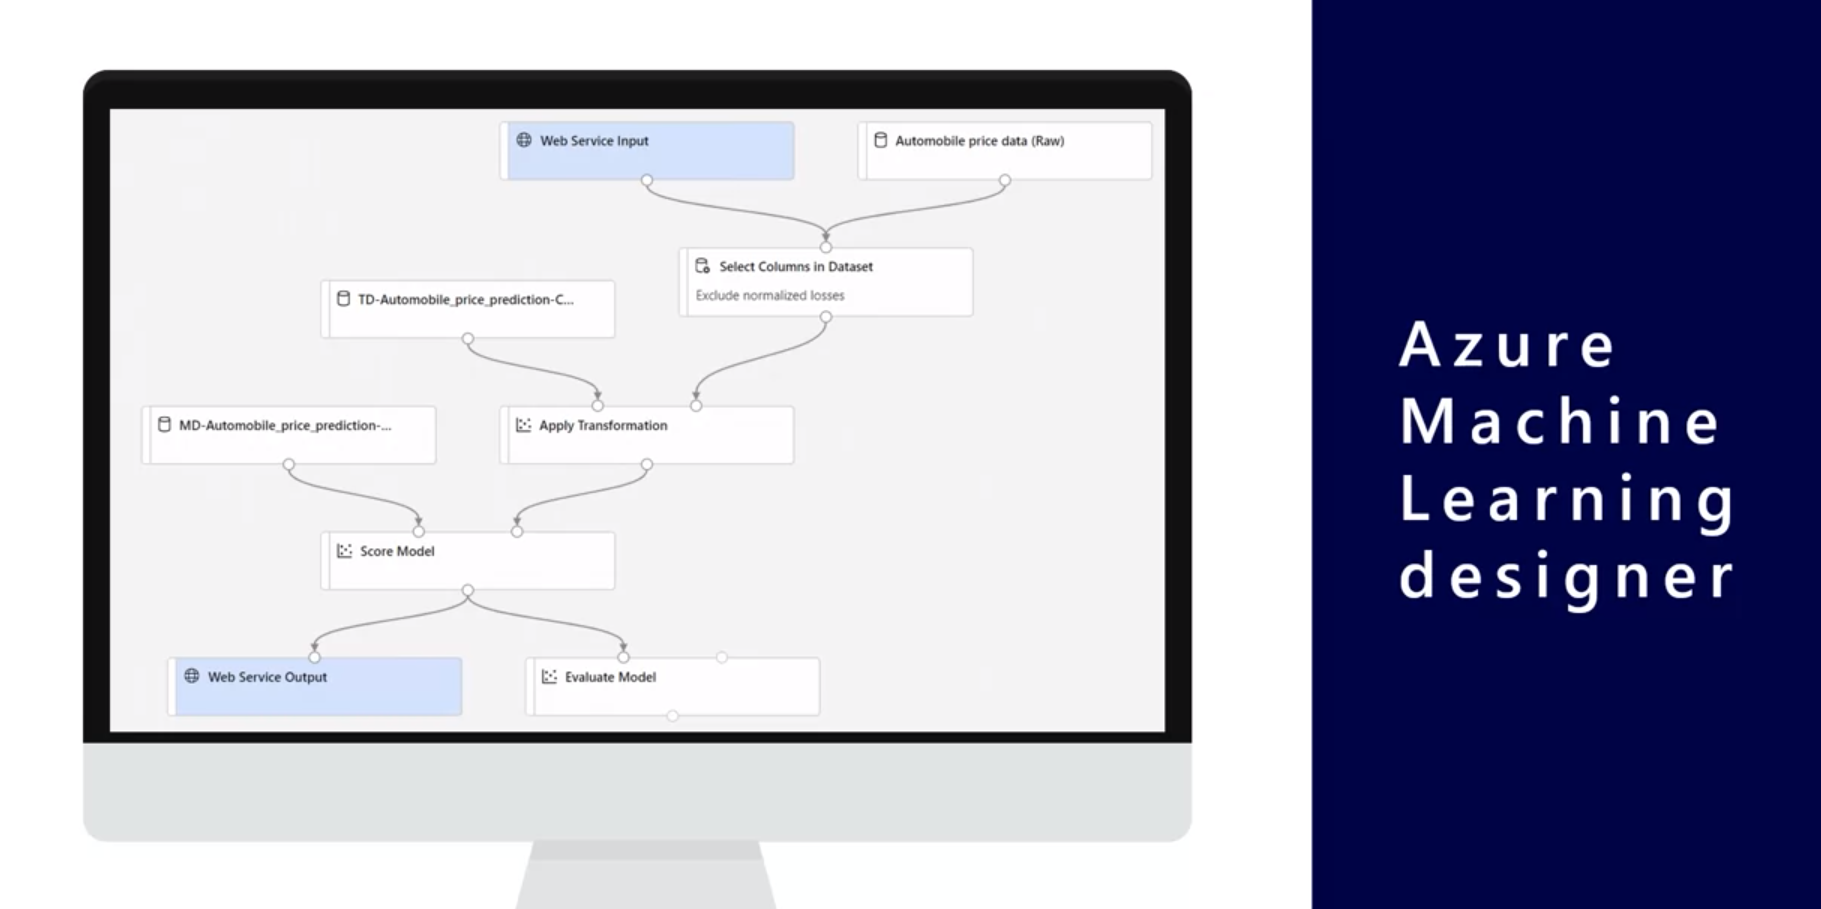 Web Service Input
Automobile price data (Raw)
Select Columns in Dataset
Exclude normalized losses
TD-Automobile_price_prediction-C...
MD-Automobile_price_prediction-...
Apply Transformation
Score Model
Web Service Output
Evaluate Model
Azure
Machine
Learning
designer